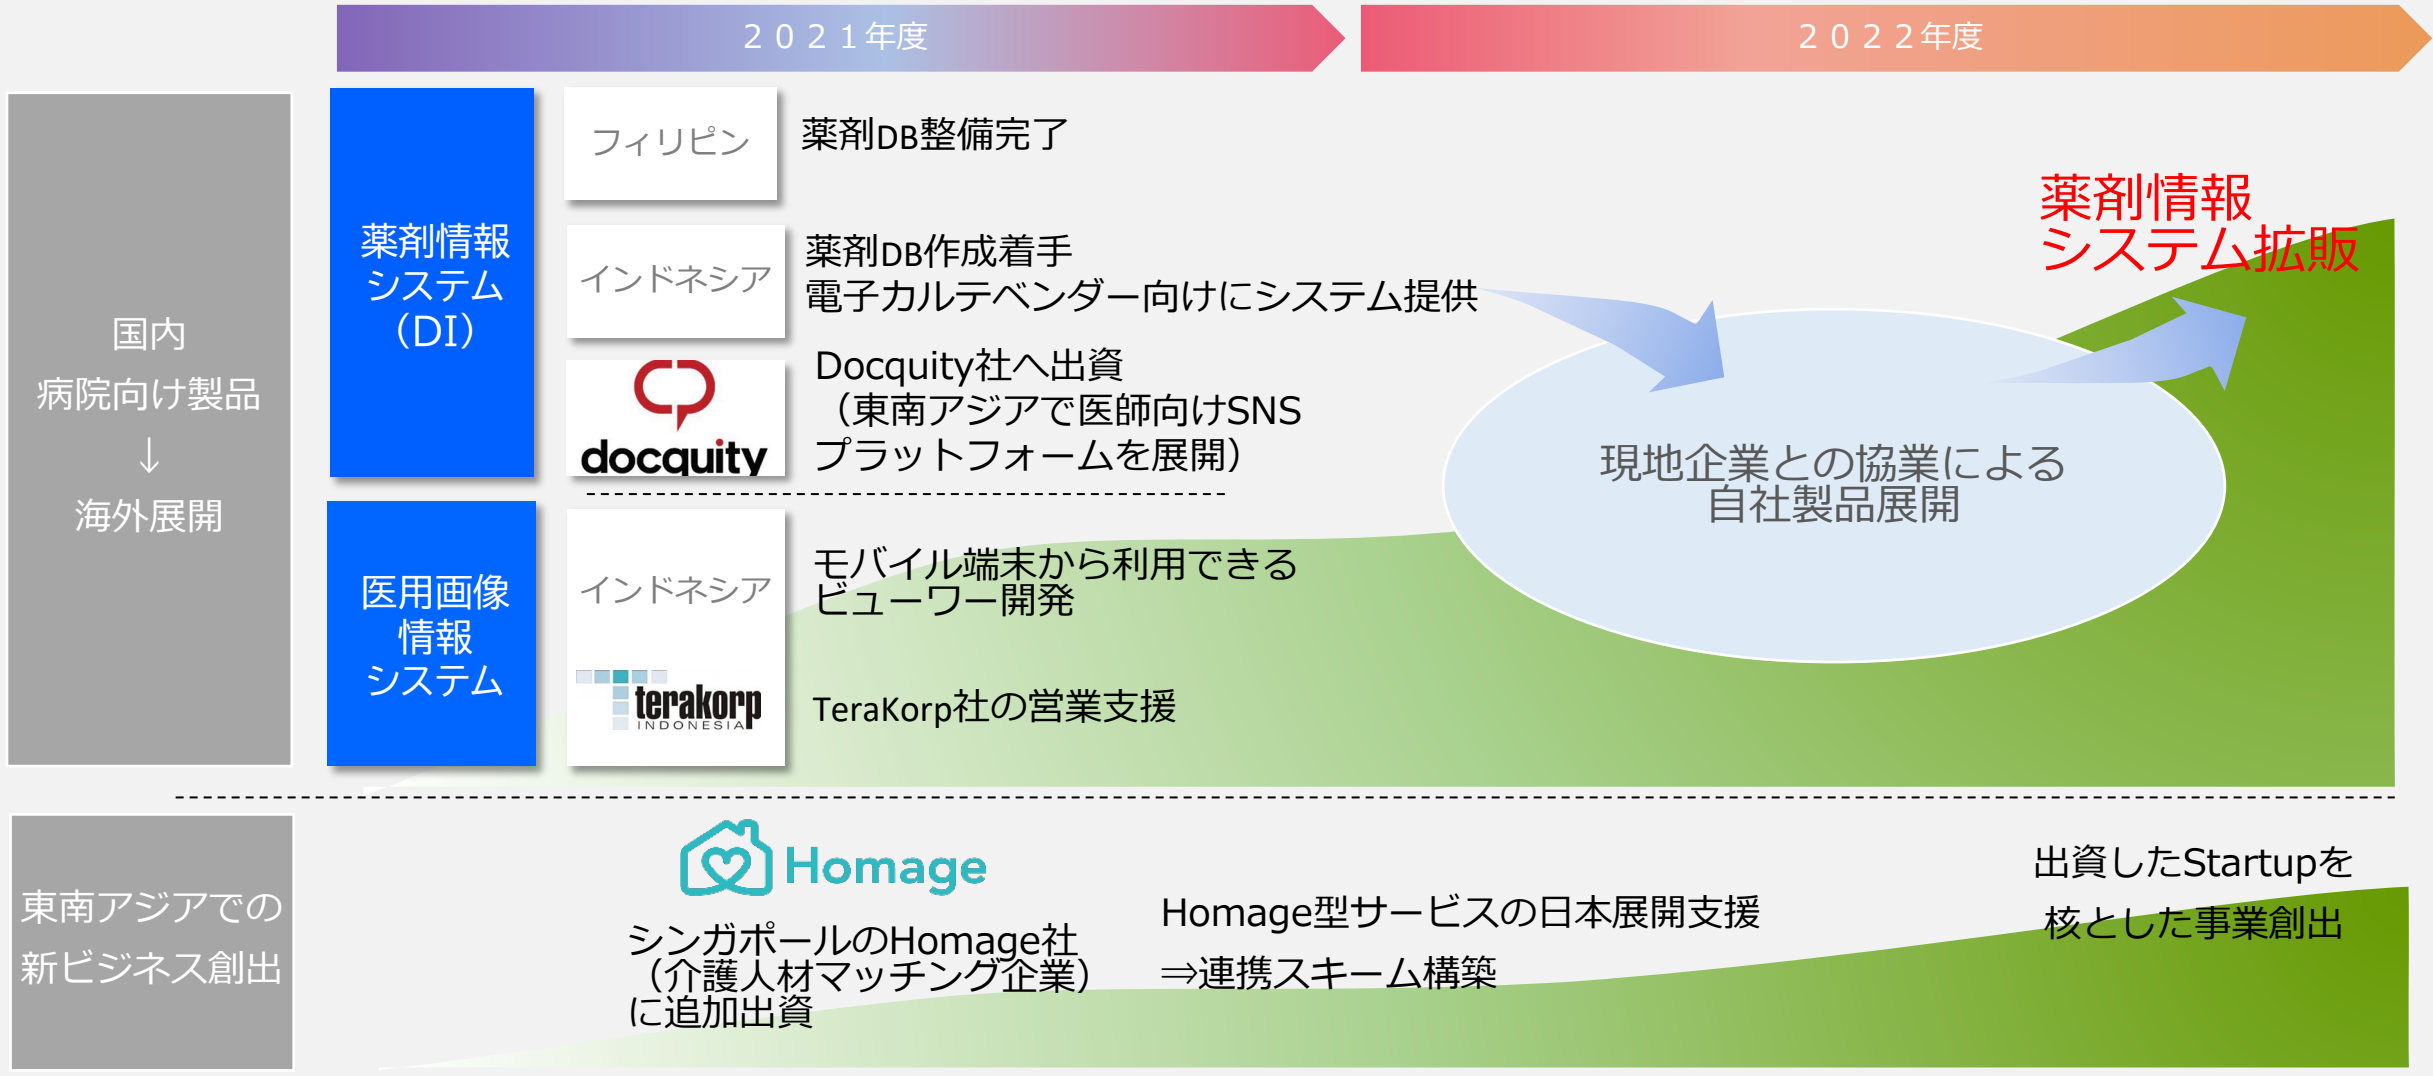 ２０２１年度
２０２２年度
国内
病院向け製品
↓
海外展開
薬剤情報
システム
（DI）
フィリピン
薬剤DB整備完了
インドネシア
薬剤DB作成着手
電子カルテベンダー向けにシステム提供
docquity
Docquity社へ出資
（東南アジアで医師向けSNS
プラットフォームを展開）
薬剤情報
システム拡販
現地企業との協業による
自社製品展開
医用画像
情報
システム
インドネシア
モバイル端末から利用できる
ビューワー開発
terakorp
INDONESIA
TeraKorp社の営業支援
東南アジアでの
新ビジネス創出
Homage
シンガポールのHomage社
（介護人材マッチング企業）
に追加出資
Homage型サービスの日本展開支援
⇒連携スキーム構築
出資したStartupを
核とした事業創出